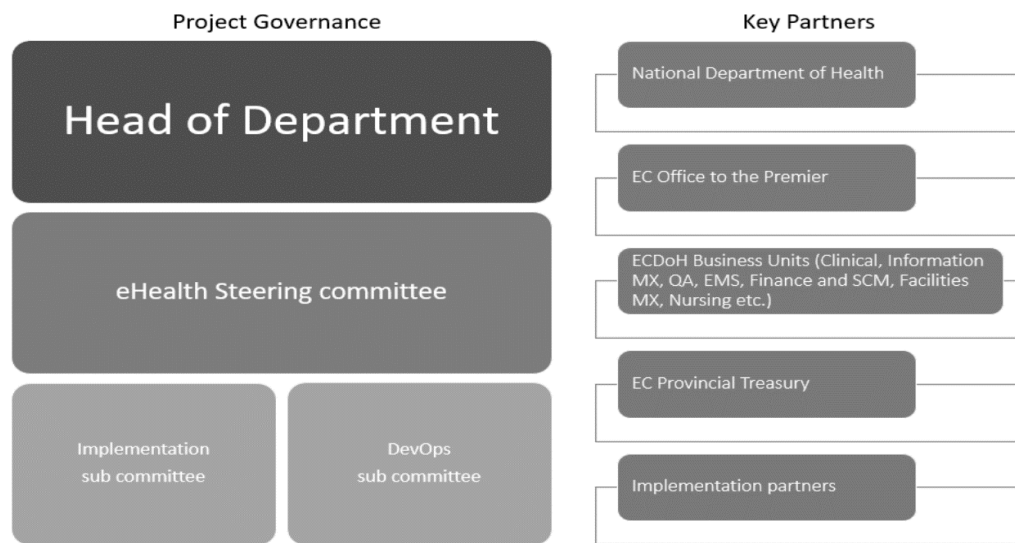 Project Governance
Head of Department
eHealth Steering committee
Implementation
sub committee
DevOps
sub committee
Key Partners
National Department of Health
EC Office to the Premier
ECDoH Business Units (Clinical, Information
MX, QA, EMS, Finance and SCM, Facilities
MX, Nursing etc.)
EC Provincial Treasury
Implementation partners